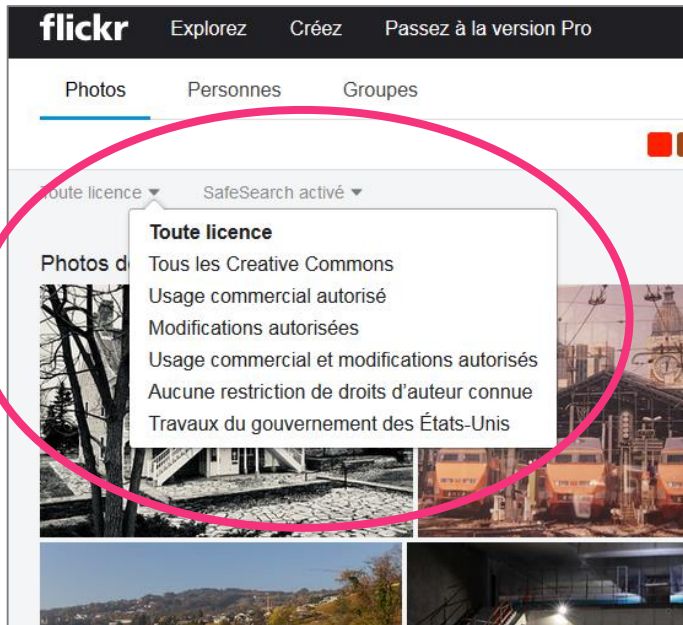 flickr Explorez Créez Passez à la version Pro
Photos Personnes Groupes
Toute licence SafeSearch activé
Toute licence
Photos de
Tous les Creative Commons
Usage commercial autorisé
Modifications autorisées
Usage commercial et modifications autorisés
Aucune restriction de droits d'auteur connue
Travaux du gouvernement des États-Unis